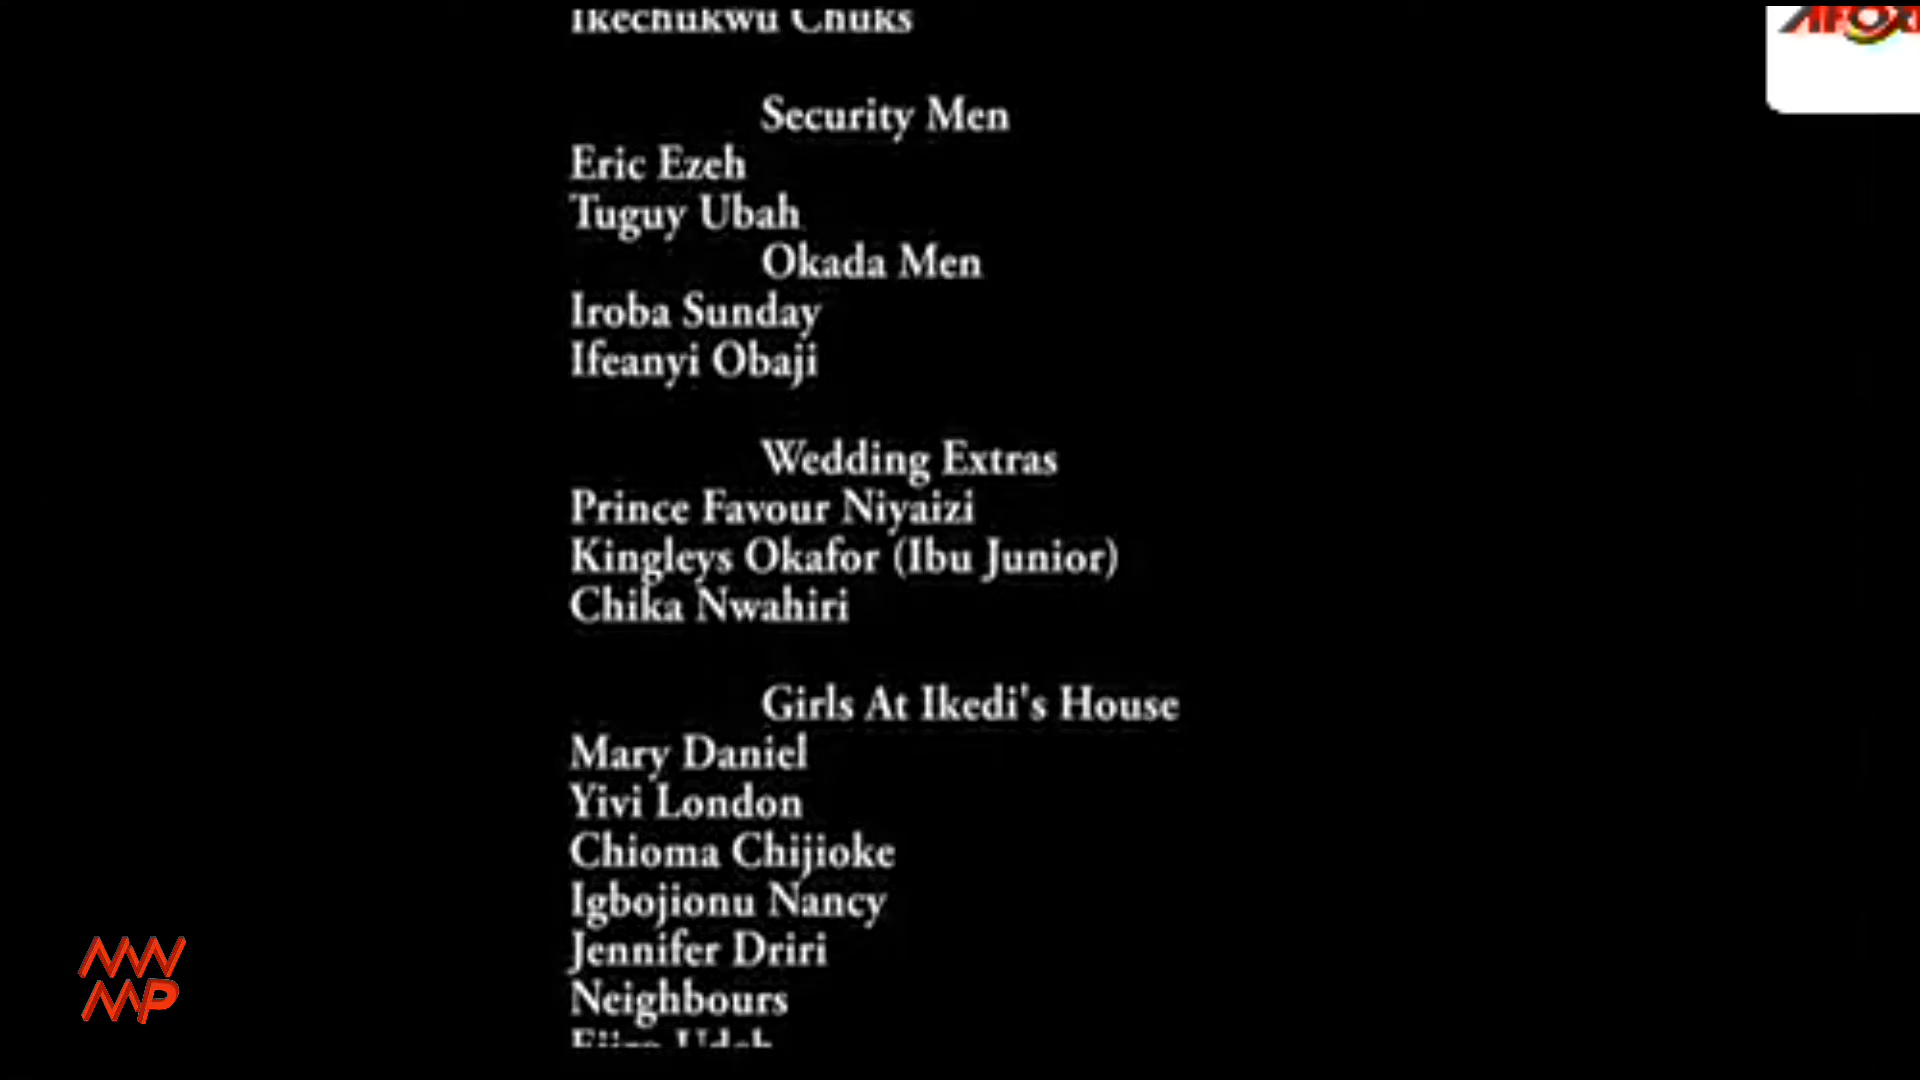 Ikechukwu Chuks
Security Men
Eric Ezeh
Tuguy Ubah
Okada Men
Iroba Sunday
Ifeanyi Obaji
Wedding Extras
Prince Favour Niyaizi
Kingleys Okafor (Ibu Junior)
Chika Nwahiri
Girls At Ikedi's House
Mary Daniel
Yivi London
Chioma Chijioke
Igbojionu Nancy
Jennifer Driri
Neighbours